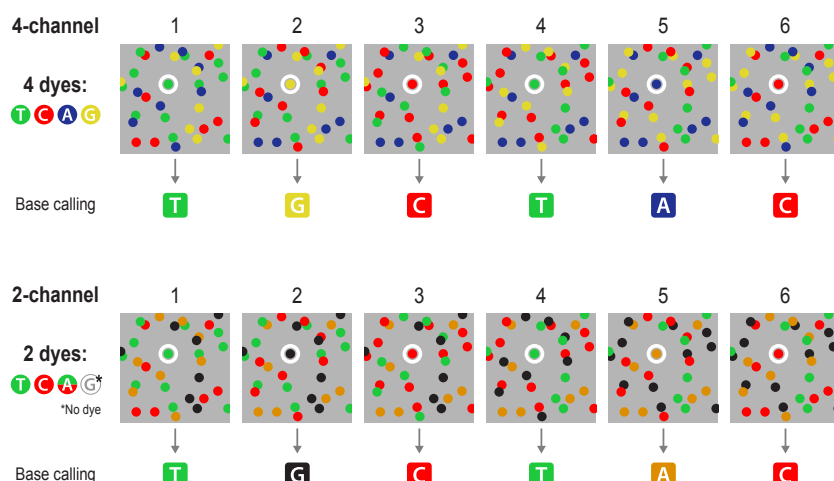 4-channel 1 2 3 4 5 6
4 dyes:
T C A G
Base calling T G C T A C
2-channel 1 2 3 4 5 6
2 dyes:
T C A G*
*No dye
Base calling T G C T A C